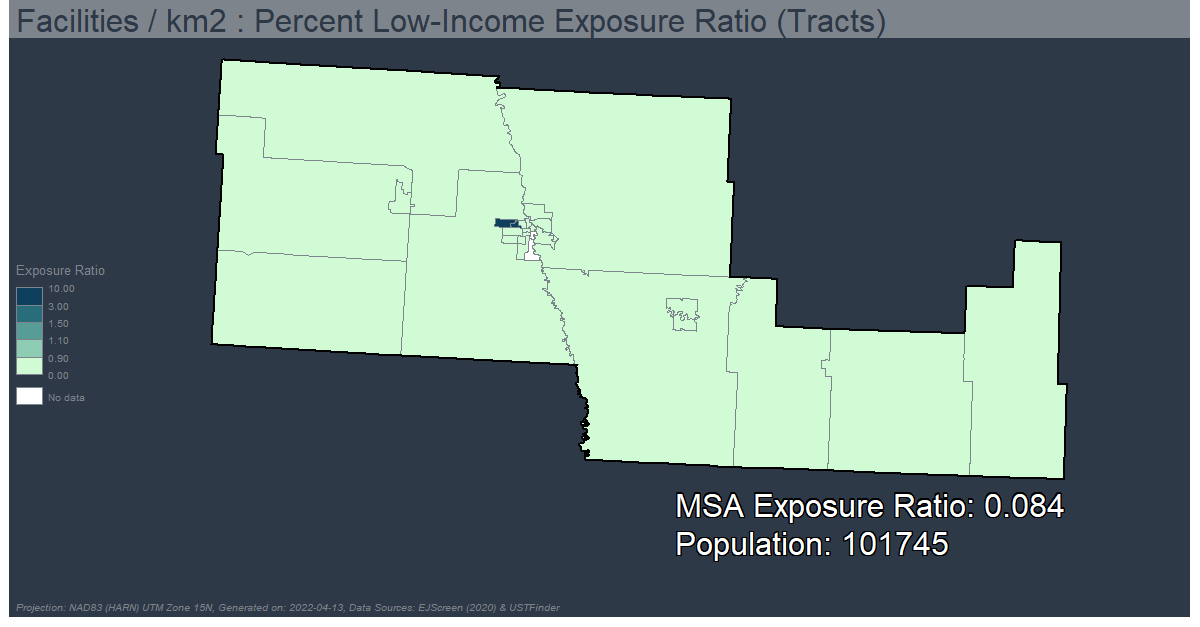 Facilities / km2 : Percent Low-Income Exposure Ratio (Tracts)
Exposure Ratio
10.00
3.00
1.50
1.10
0.90
0.00
No data
MSA Exposure Ratio: 0.084
Population: 101745
Projection: NAD83 (HARN) UTM Zone 15N, Generated on: 2022-04-13, Data Sources: EJScreen (2020) & USTFinder